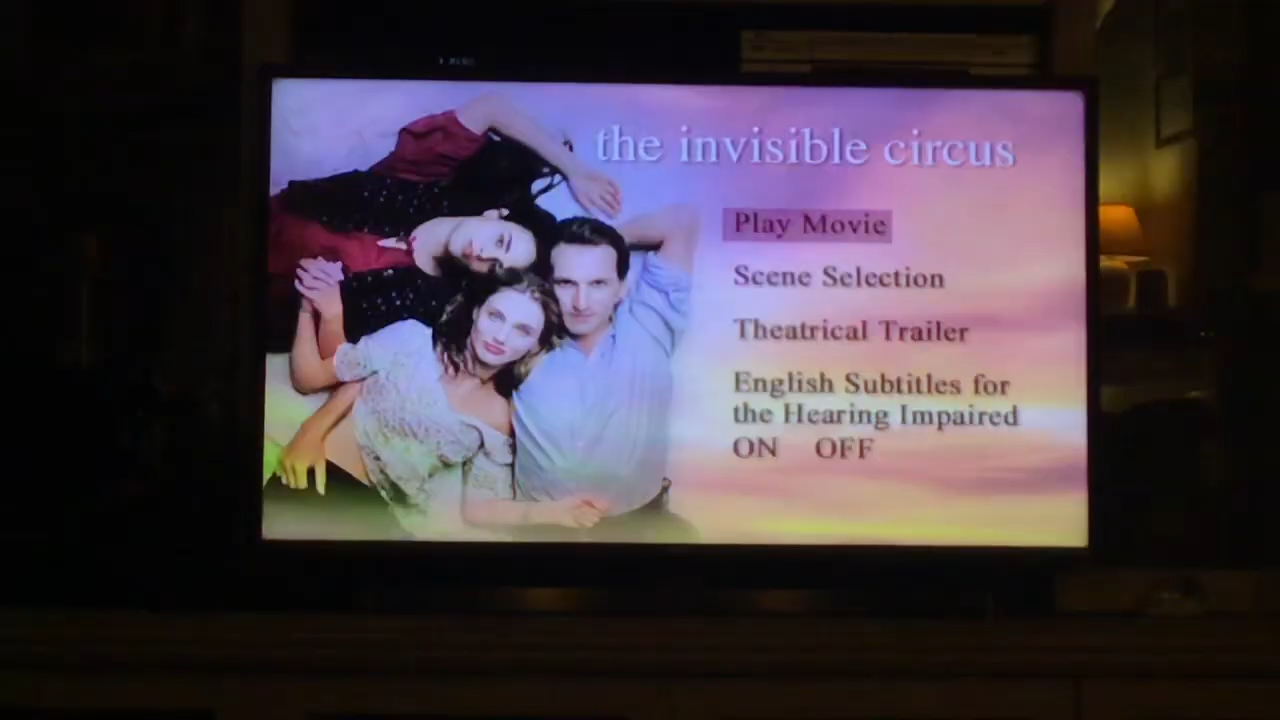 the invisible circus
Play Movie
Scene Selection
Theatrical Trailer
English Subtitles for
the Hearing Impaired
ON OFF